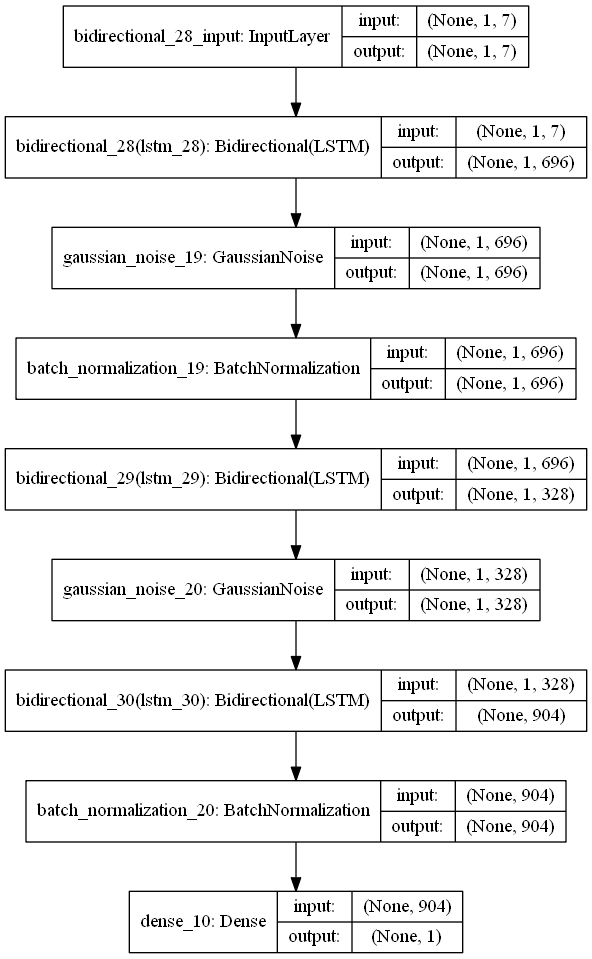 bidirectional_28_input: InputLayer
input: (None, 1, 7)
output: (None, 1, 7)
bidirectional_28(lstm_28): Bidirectional(LSTM)
input: (None, 1, 7)
output: (None, 1, 696)
gaussian_noise_19: GaussianNoise
input: (None, 1, 696)
output: (None, 1, 696)
batch_normalization_19: BatchNormalization
input: (None, 1, 696)
output: (None, 1, 696)
bidirectional_29(lstm_29): Bidirectional(LSTM)
input: (None, 1, 696)
output: (None, 1, 328)
gaussian_noise_20: GaussianNoise
input: (None, 1, 328)
output: (None, 1, 328)
bidirectional_30(lstm_30): Bidirectional(LSTM)
input: (None, 1, 328)
output: (None, 904)
batch_normalization_20: BatchNormalization
input: (None, 904)
output: (None, 904)
dense_10: Dense
input: (None, 904)
output: (None, 1)